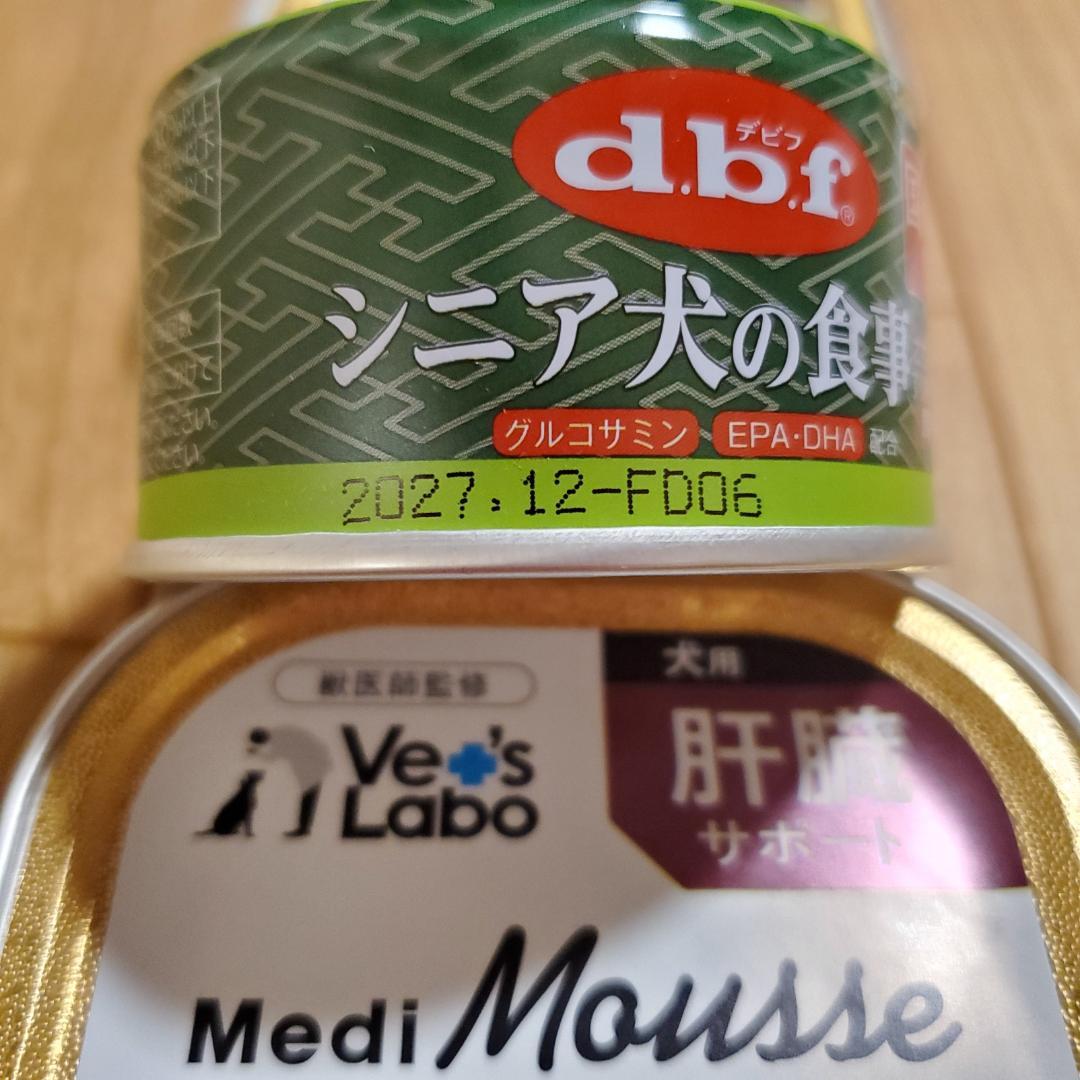 デビフ
d.b.f®
シニア犬の食事
グルコサミン EPA・DHA 配合
2027.12-FD06
獣医師監修
犬用
Vet's
Labo
肝臓
サポート
Medi Mousse